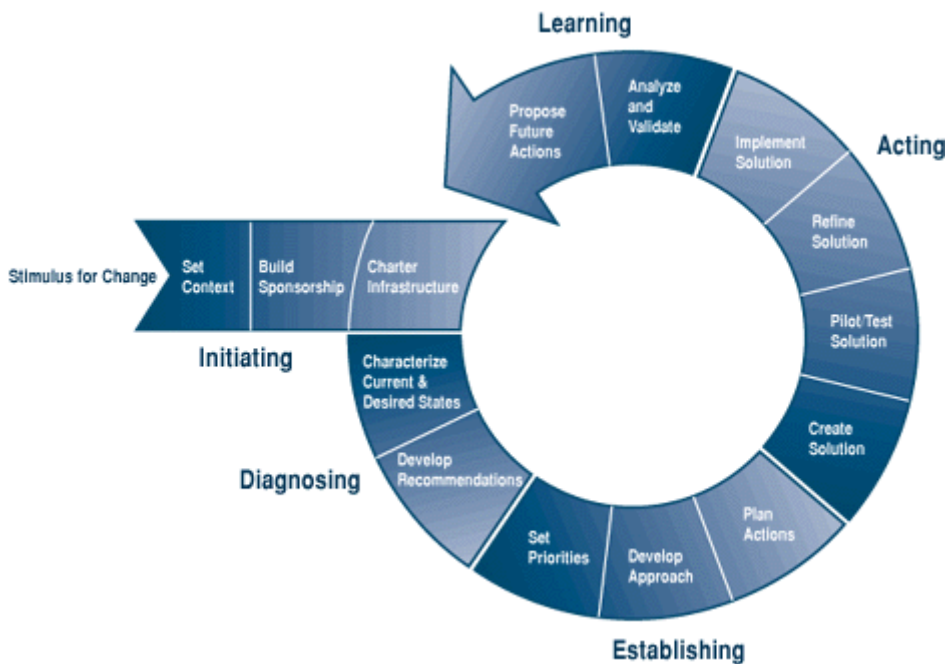 Learning
Analyze
and
Validate
Propose
Future
Actions
Implement
Solution
Acting
Refine
Solution
Stimulus for Change
Set
Context
Build
Sponsorship
Charter
Infrastructure
Pilot/Test
Solution
Initiating
Characterize
Current &
Desired States
Create
Solution
Diagnosing
Develop
Recommendations
Set
Priorities
Develop
Approach
Plan
Actions
Establishing